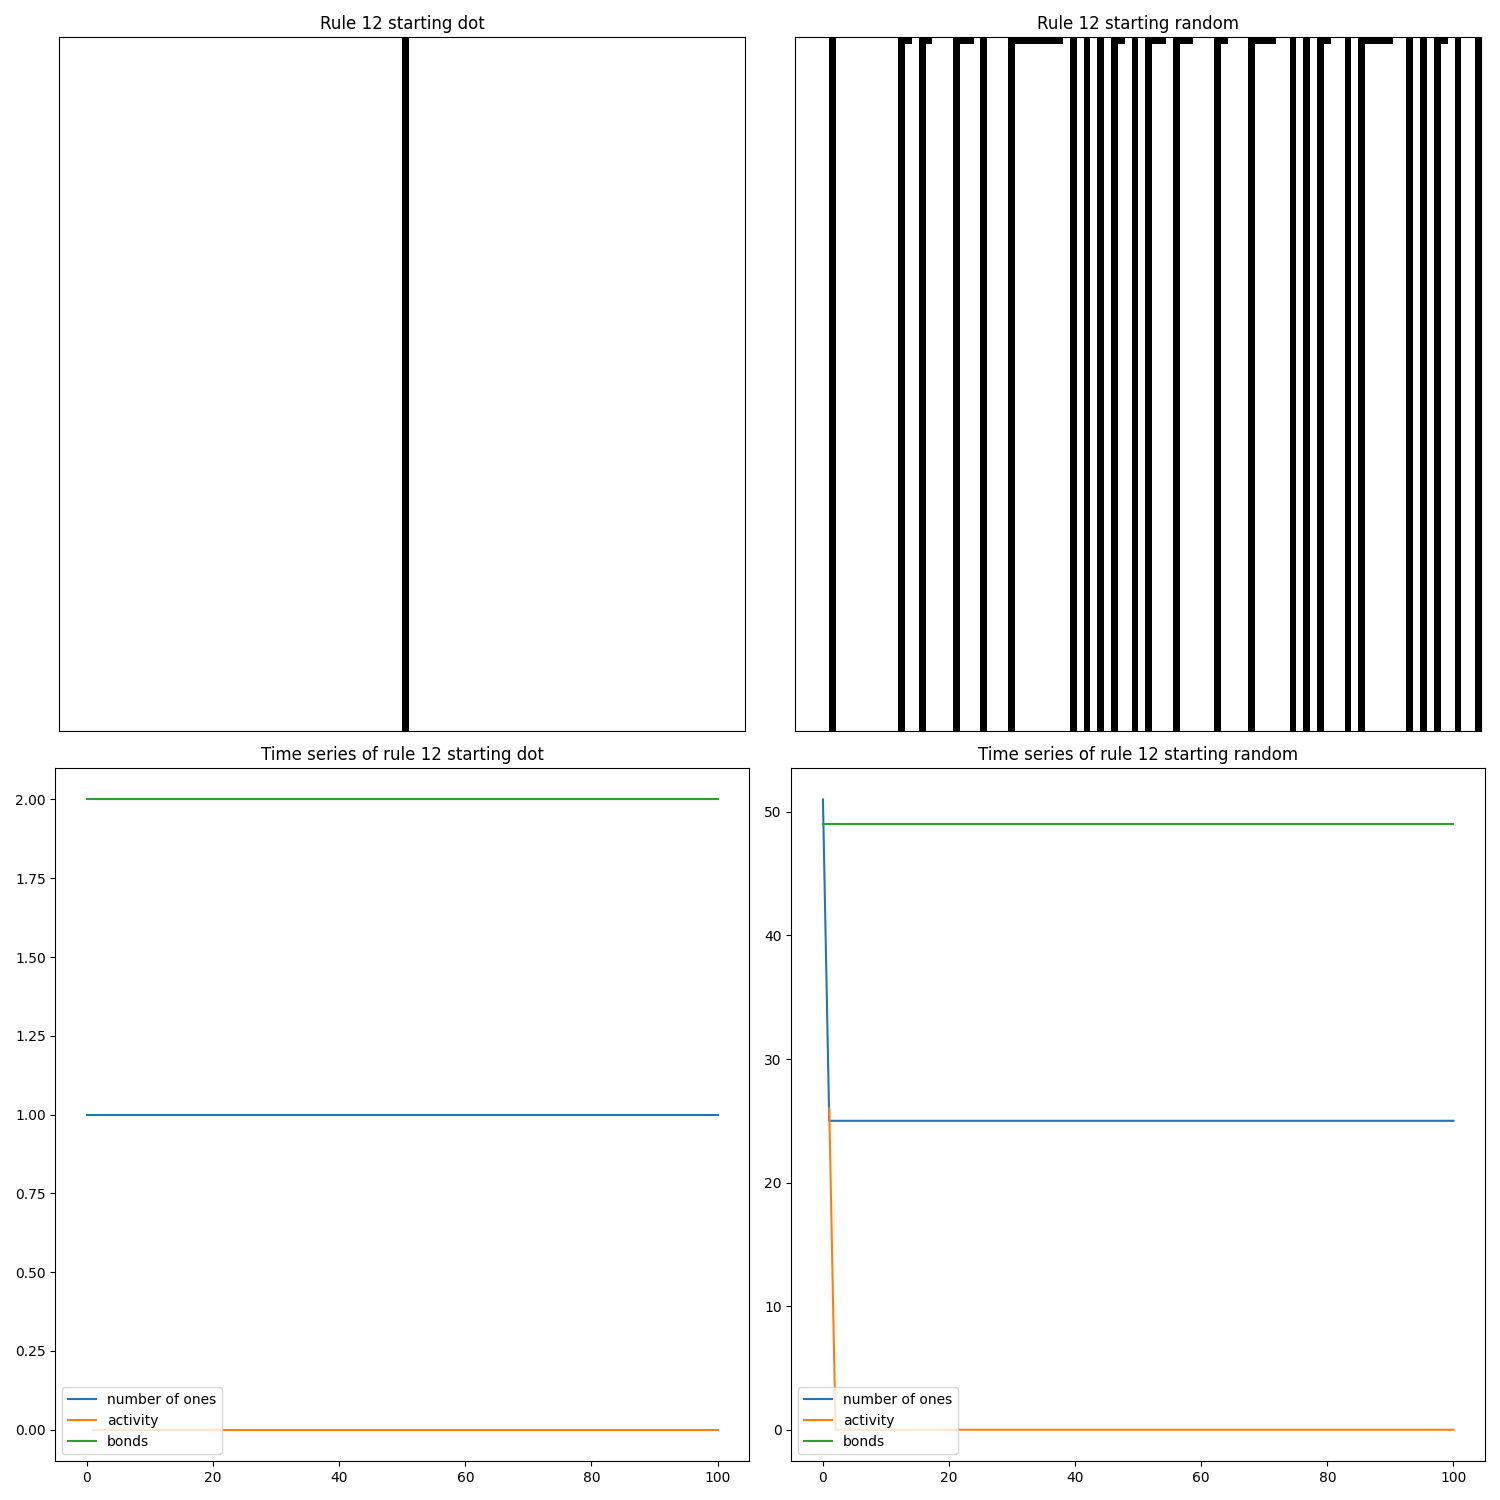 Rule 12 starting dot
Rule 12 starting random
Time series of rule 12 starting dot
2.00
1.75
1.50
1.25
1.00
0.75
0.50
0.25
0.00
number of ones
activity
bonds
0 20 40 60 80 100
Time series of rule 12 starting random
50
40
30
20
10
0
number of ones
activity
bonds
0 20 40 60 80 100